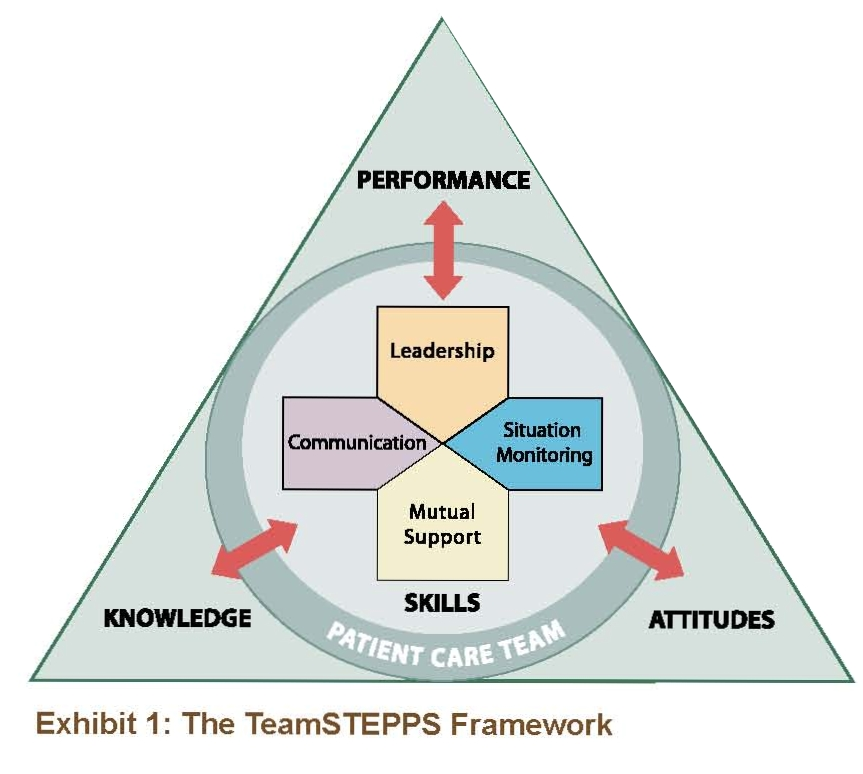 PERFORMANCE
Leadership
Communication
Situation
Monitoring
Mutual
Support
SKILLS
KNOWLEDGE
ATTITUDES
PATIENT CARE TEAM
Exhibit 1: The TeamSTEPPS Framework